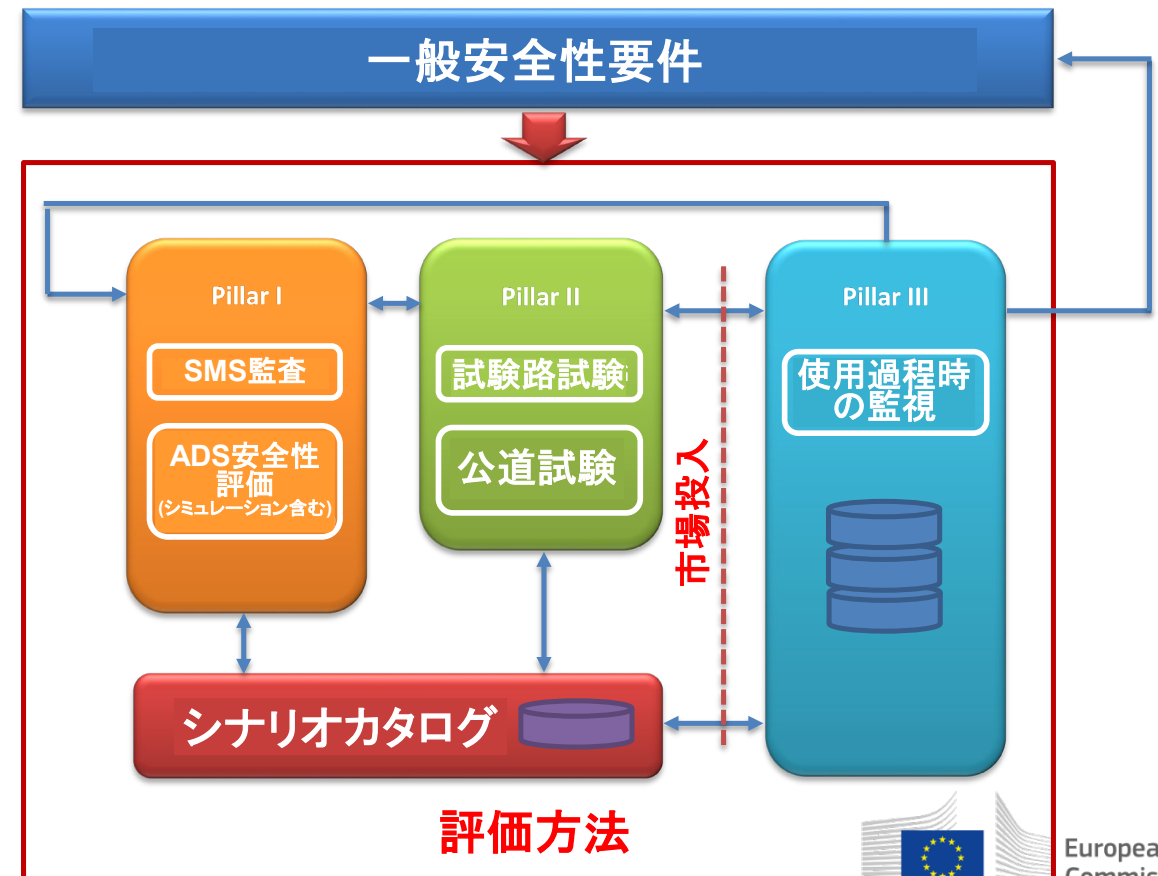 一般安全性要件
Pillar I
SMS監査
ADS安全性
評価
(シミュレーション含む)
Pillar II
試験路試験
公道試験
市場投入
Pillar III
使用過程時
の監視
シナリオカタログ
評価方法
Europea